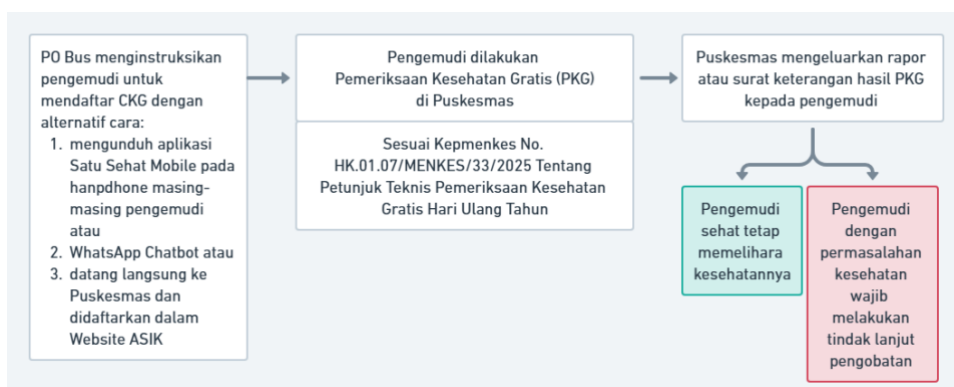 PO Bus menginstruksikan
pengemudi untuk
mendaftar CKG dengan
alternatif cara:
1. mengunduh aplikasi
Satu Sehat Mobile pada
hanpdhone masing-
masing pengemudi
atau
2. WhatsApp Chatbot atau
3. datang langsung ke
Puskesmas dan
didaftarkan dalam
Website ASIK
Pengemudi dilakukan
Pemeriksaan Kesehatan Gratis (PKG)
di Puskesmas
Sesuai Kepmenkes No.
HK.01.07/MENKES/33/2025 Tentang
Petunjuk Teknis Pemeriksaan Kesehatan
Gratis Hari Ulang Tahun
Puskesmas mengeluarkan rapor
atau surat keterangan hasil PKG
kepada pengemudi
Pengemudi
sehat tetap
memelihara
kesehatannya
Pengemudi
dengan
permasalahan
kesehatan
wajib
melakukan
tindak lanjut
pengobatan